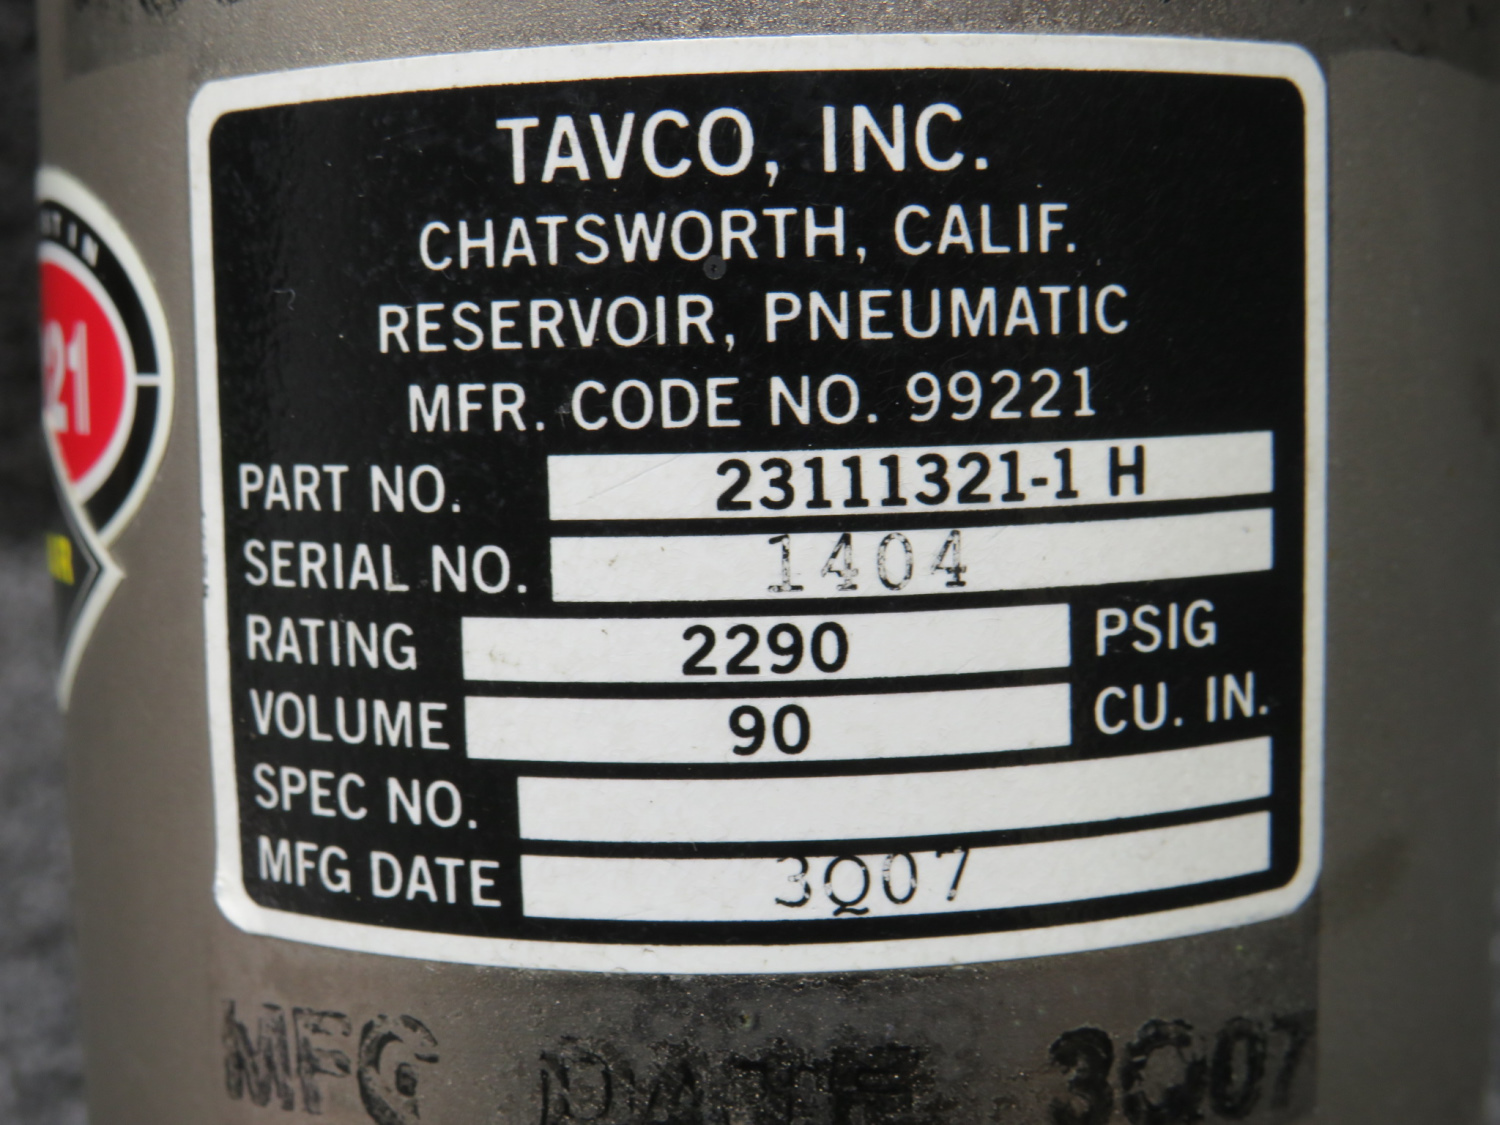 TAVCO, INC.
CHATSWORTH, CALIF.
RESERVOIR, PNEUMATIC
MFR. CODE NO. 99221
PART NO. 23111321-1 H
SERIAL NO. 1404
RATING 2290 PSIG
VOLUME 90 CU. IN.
SPEC NO.
MFG DATE 3Q07
MFG DATE 3Q07